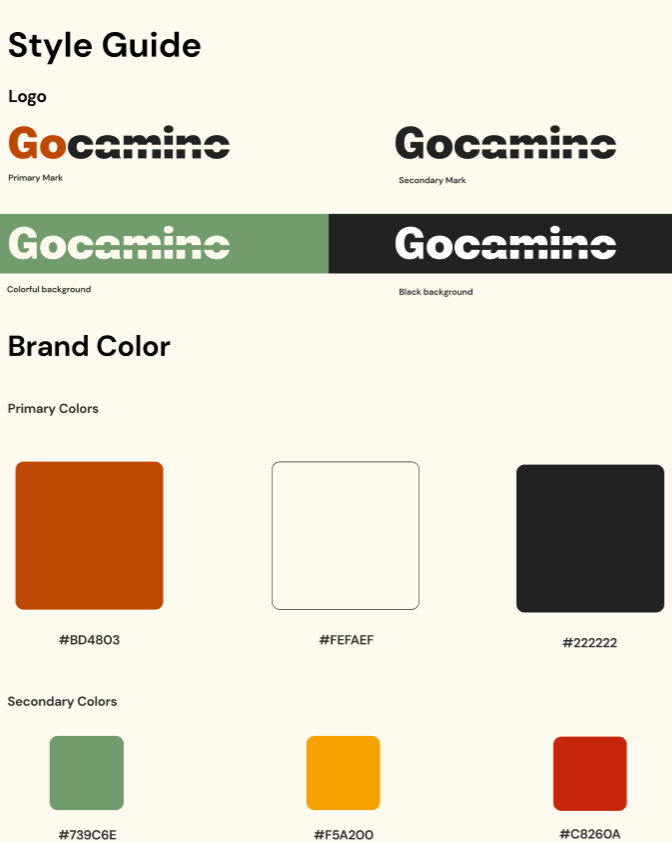 Style Guide
Logo
Gocamino
Gocamino
Primary Mark
Secondary Mark
Gocamino
Gocamino
Colorful background
Black background
Brand Color
Primary Colors
#BD4803
#FEFAEF
#222222
Secondary Colors
#739C6E
#F5A200
#C8260A